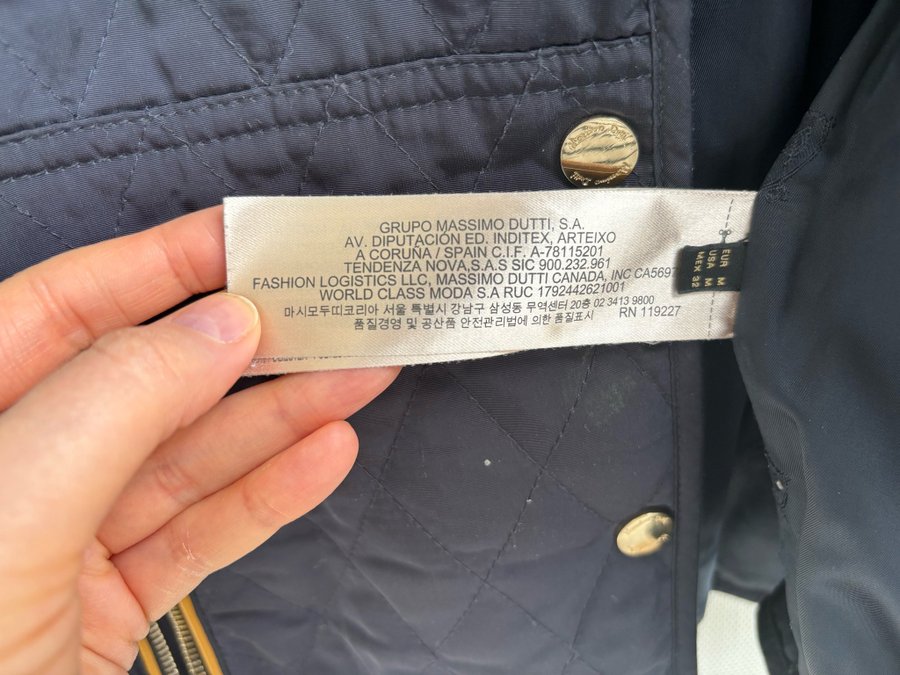 GRUPO MASSIMO DUTTI, S.A.
AV. DIPUTACIÓN ED. INDITEX, ARTEIXO
A CORUÑA / SPAIN C.I.F. A-78115201
TENDENZA NOVA,S.A.S SIC 900.232.961
FASHION LOGISTICS LLC, MASSIMO DUTTI CANADA, INC CA5697
WORLD CLASS MODA S.A RUC 1792442621001
마시모두띠코리아 서울 특별시 강남구 삼성동 무역센터 20층 02 3413 9800
품질경영 및 공산품 안전관리법에 의한 품질표시 RN 119227
EUR M
USA M
MEX 32
Massimo Dutti